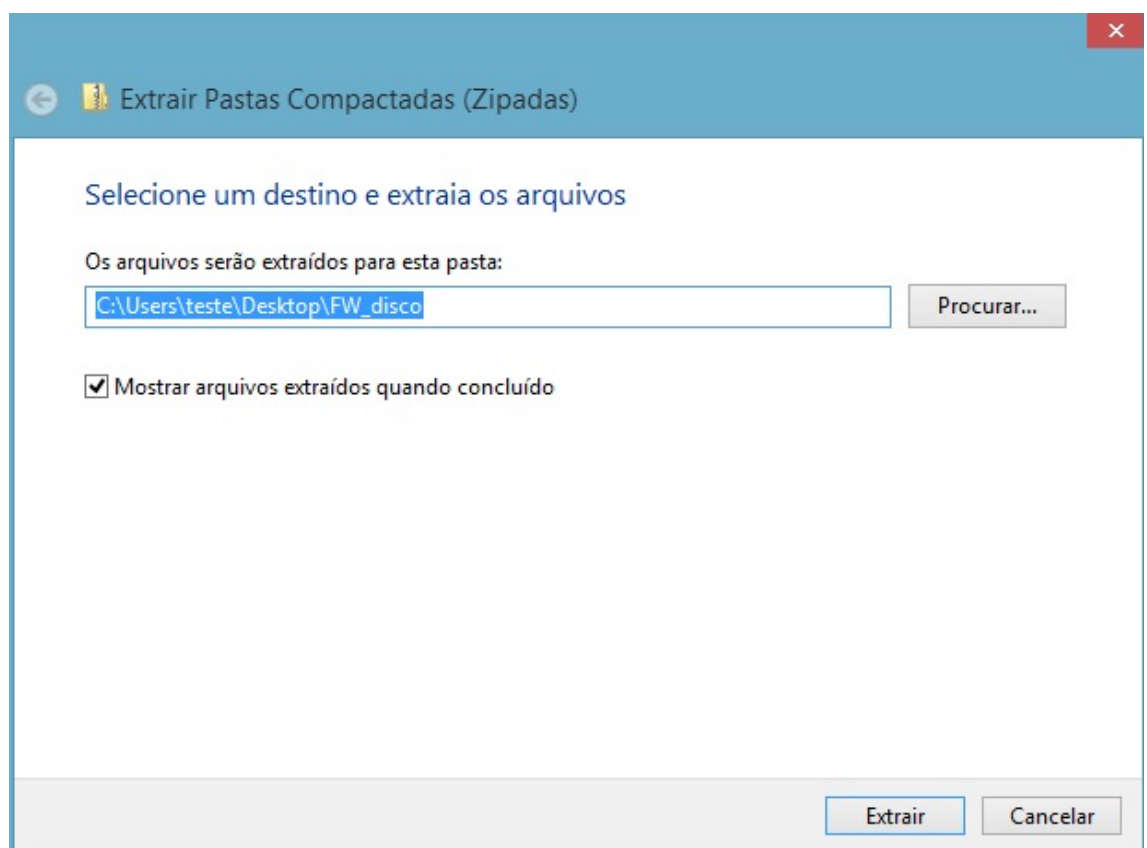 Extrair Pastas Compactadas (Zipadas)
Selecione um destino e extraia os arquivos
Os arquivos serão extraídos para esta pasta:
C:\Users\teste\Desktop\FW_disco
Procurar...
Mostrar arquivos extraídos quando concluído
Extrair
Cancelar